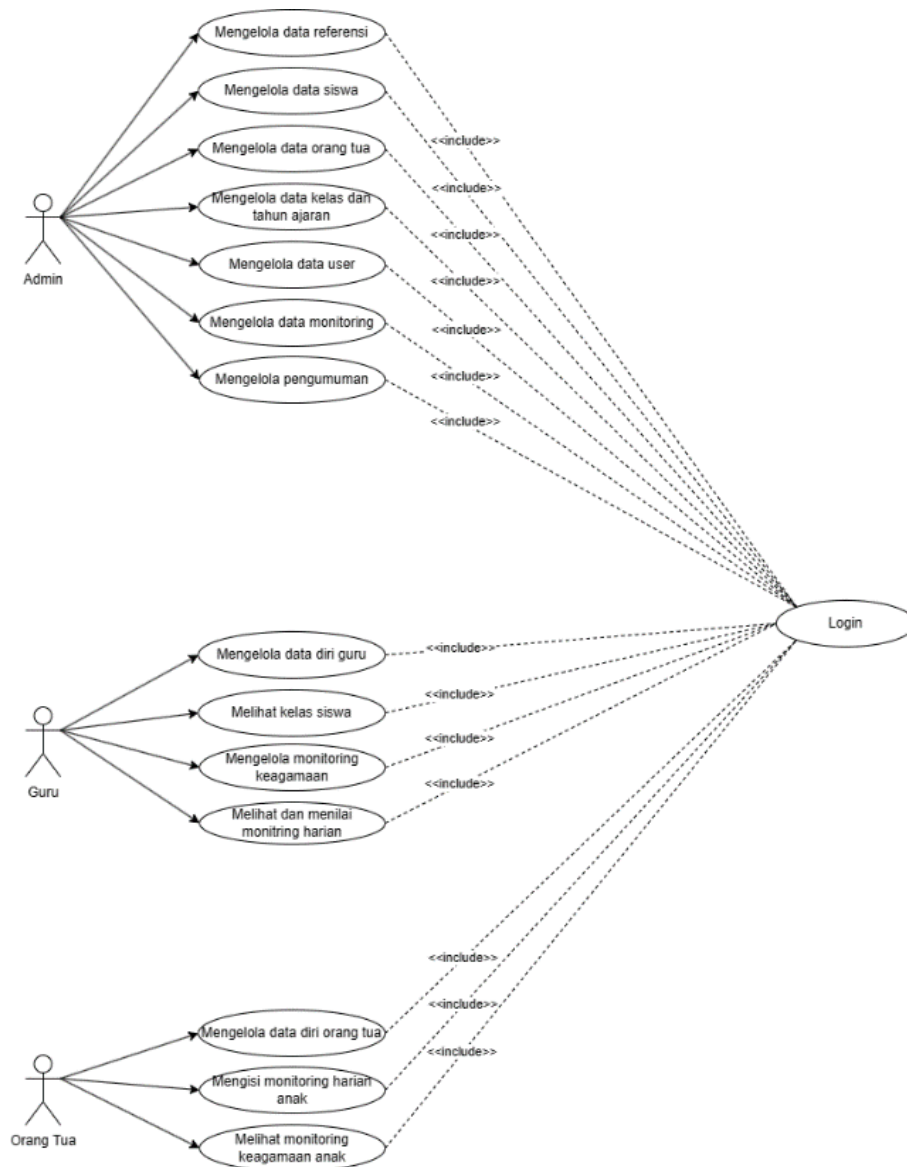 Mengelola data referensi
Mengelola data siswa
<<include>>
Mengelola data orang tua
<<include>>
Mengelola data kelas dan
tahun ajaran
<<include>>
Admin
Mengelola data user
<<include>>
Mengelola data monitoring
<<include>>
Mengelola pengumuman
<<include>>
<<include>>
Login
Mengelola data diri guru
<<include>>
Melihat kelas siswa
<<include>>
Mengelola monitoring
keagamaan
<<include>>
Guru
Melihat dan menilai
monitring harian
<<include>>
<<include>>
Mengelola data diri orang tua
<<include>>
Mengisi monitoring harian
anak
<<include>>
Orang Tua
Melihat monitoring
keagamaan anak